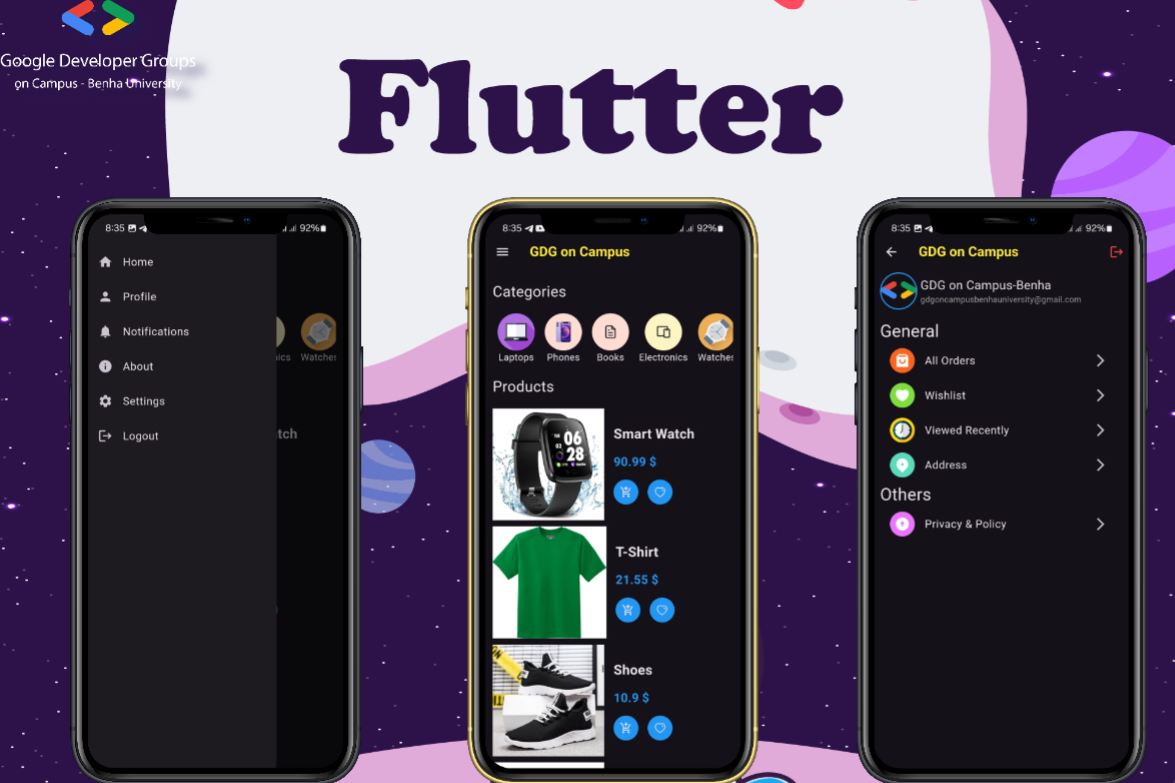 Google Developer Groups
on Campus - Benha University
Flutter
8:35 92%
Home
Profile
Notifications
About
Settings
Logout
ics Watches
tch
8:35 92%
GDG on Campus
Categories
Laptops Phones Books Electronics Watches
Products
06
28
Smart Watch
90.99 $
T-Shirt
21.55 $
Shoes
10.9 $
8:35 92%
GDG on Campus
GDG on Campus-Benha
gdgoncampusbenhauniversity@gmail.com
General
All Orders
Wishlist
Viewed Recently
Address
Others
Privacy & Policy